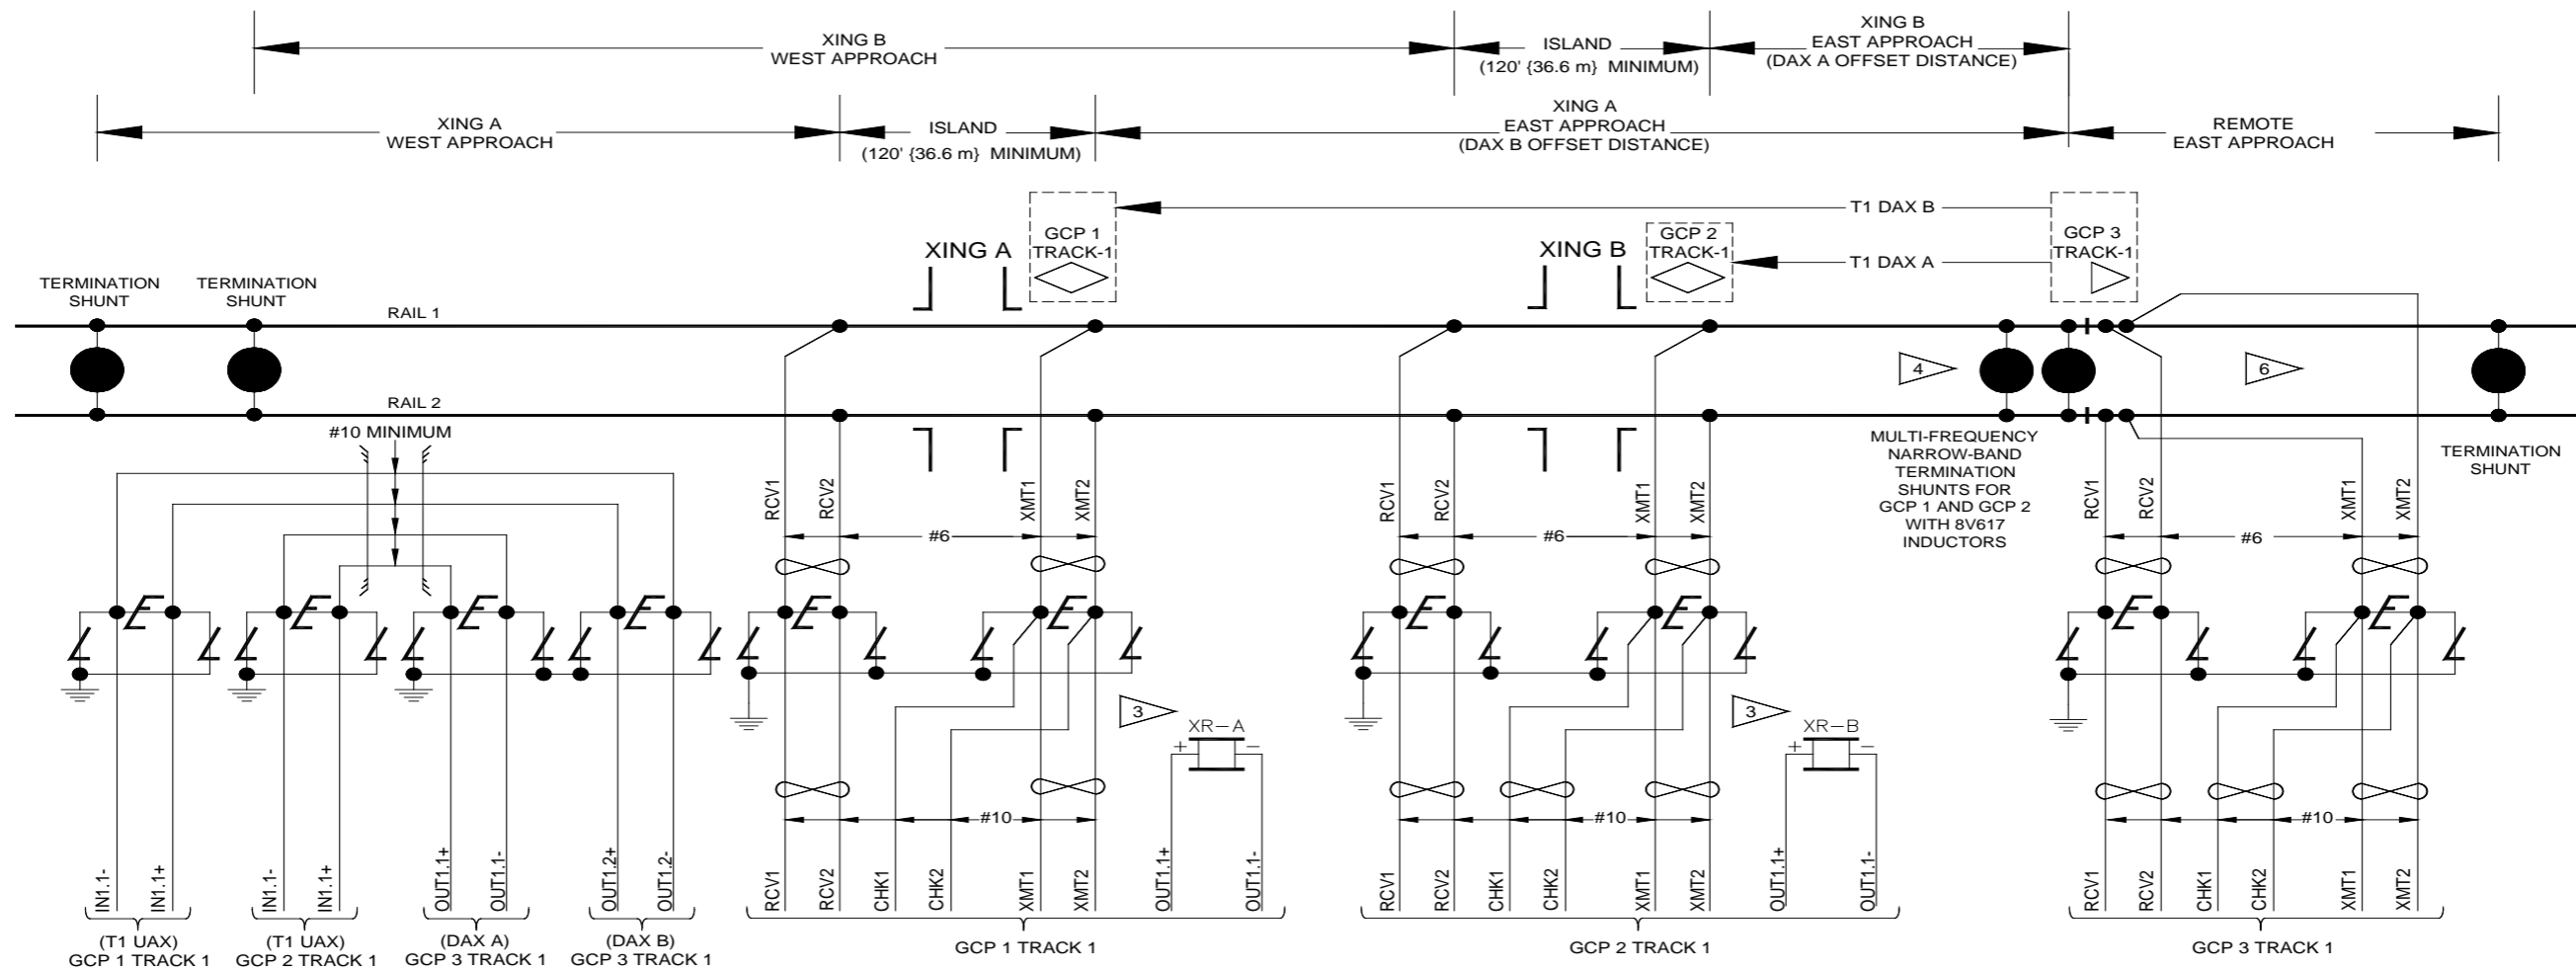 XING B
WEST APPROACH
ISLAND
(120' {36.6 m} MINIMUM)
XING B
EAST APPROACH
(DAX A OFFSET DISTANCE)
XING A
WEST APPROACH
ISLAND
(120' {36.6 m} MINIMUM)
XING A
EAST APPROACH
(DAX B OFFSET DISTANCE)
REMOTE
EAST APPROACH
T1 DAX B
T1 DAX A
XING A
GCP 1
TRACK-1
XING B
GCP 2
TRACK-1
GCP 3
TRACK-1
TERMINATION
SHUNT
TERMINATION
SHUNT
RAIL 1
RAIL 2
4
6
#10 MINIMUM
MULTI-FREQUENCY
NARROW-BAND
TERMINATION
SHUNTS FOR
GCP 1 AND GCP 2
WITH 8V617
INDUCTORS
TERMINATION
SHUNT
RCV1
RCV2
XMT1
XMT2
#6
RCV1
RCV2
XMT1
XMT2
#6
RCV1
RCV2
XMT1
XMT2
#6
3
XR-A
+
-
3
XR-B
+
-
#10
#10
#10
IN1.1-
IN1.1+
IN1.1-
IN1.1+
OUT1.1+
OUT1.1-
OUT1.2+
OUT1.2-
RCV1
RCV2
CHK1
CHK2
XMT1
XMT2
OUT1.1+
OUT1.1-
RCV1
RCV2
CHK1
CHK2
XMT1
XMT2
OUT1.1+
OUT1.1-
RCV1
RCV2
CHK1
CHK2
XMT1
XMT2
(T1 UAX)
GCP 1 TRACK 1
(T1 UAX)
GCP 2 TRACK 1
(DAX A)
GCP 3 TRACK 1
(DAX B)
GCP 3 TRACK 1
GCP 1 TRACK 1
GCP 2 TRACK 1
GCP 3 TRACK 1